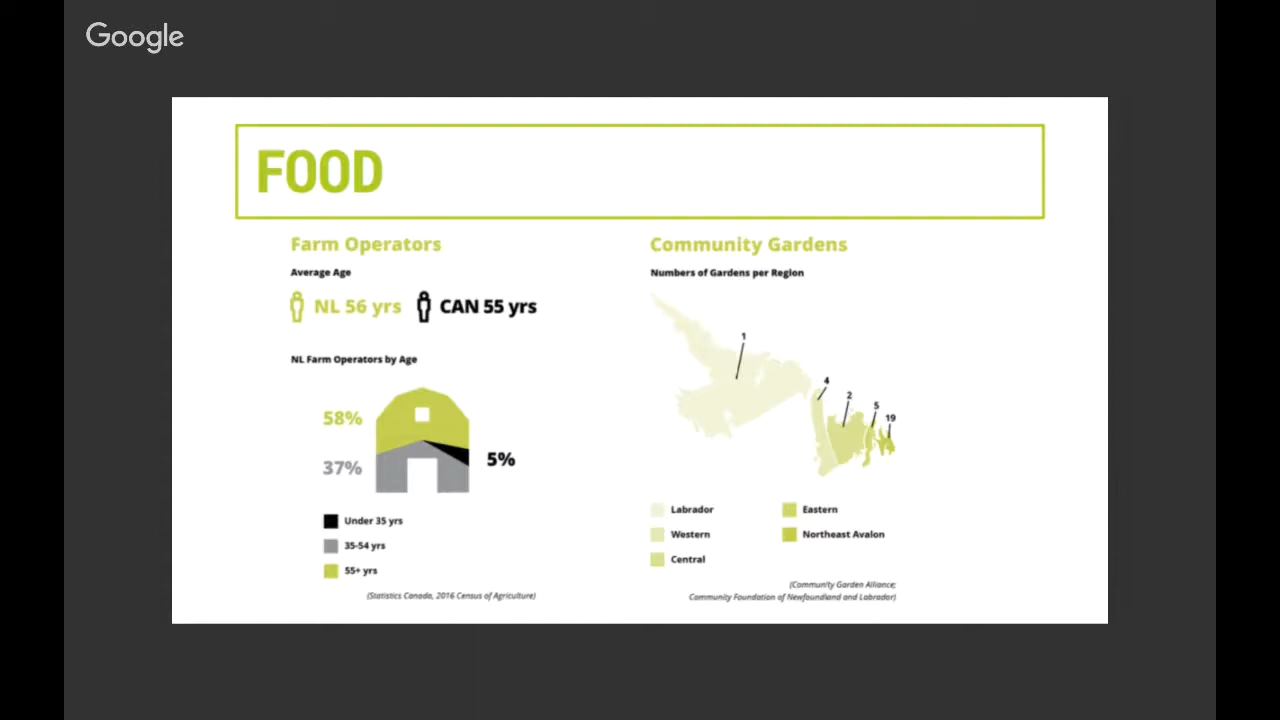 Google
FOOD
Farm Operators
Average Age
NL 56 yrs CAN 55 yrs
NL Farm Operators by Age
58%
37%
5%
Under 35 yrs
35-54 yrs
55+ yrs
(Statistics Canada, 2016 Census of Agriculture)
Community Gardens
Numbers of Gardens per Region
1
4
2
5
19
Labrador
Western
Central
Eastern
Northeast Avalon
(Community Garden Alliance;
Community Foundation of Newfoundland and Labrador)